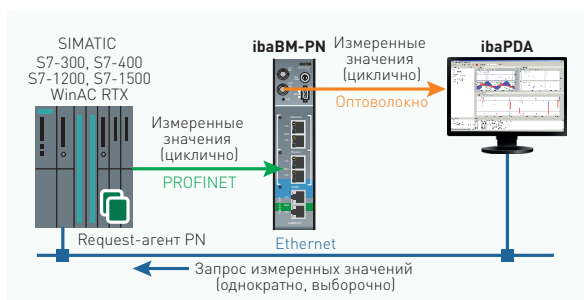 SIMATIC
S7-300, S7-400
S7-1200, S7-1500
WinAC RTX
ibaBM-PN
Измеренные
значения
(циклично)
Оптоволокно
ibaPDA
Измеренные
значения
(циклично)
PROFINET
Request-агент PN
Ethernet
Запрос измеренных значений
(однократно, выборочно)